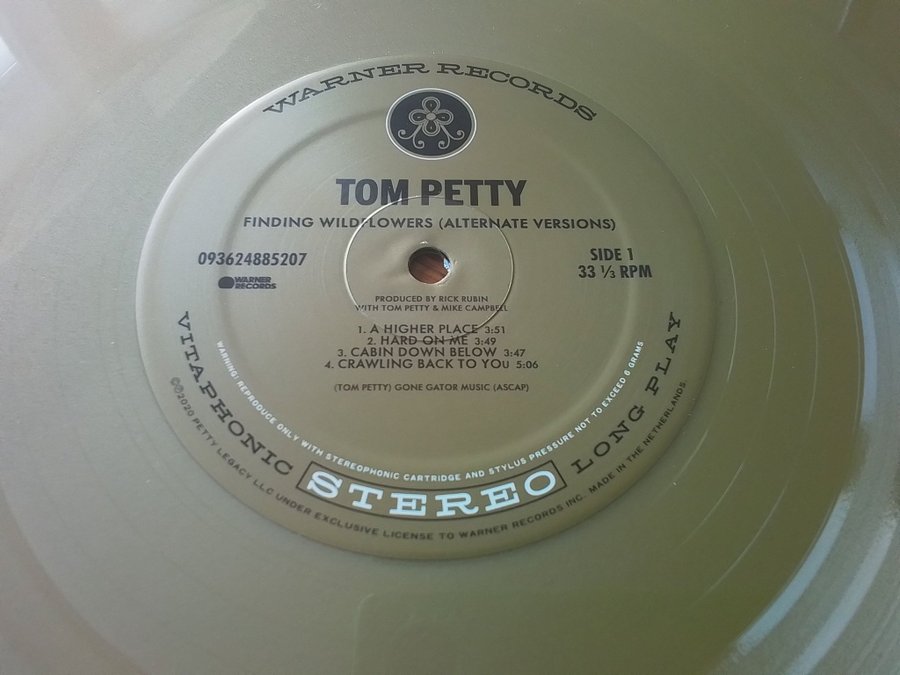 WARNER RECORDS
TOM PETTY
FINDING WILDFLOWERS (ALTERNATE VERSIONS)
093624885207
WARNER
RECORDS
SIDE 1
33 ⅓ RPM
PRODUCED BY RICK RUBIN
WITH TOM PETTY & MIKE CAMPBELL
1. A HIGHER PLACE 3:51
2. HARD ON ME 3:49
3. CABIN DOWN BELOW 3:47
4. CRAWLING BACK TO YOU 5:06
(TOM PETTY) GONE GATOR MUSIC (ASCAP)
WARNING: REPRODUCE ONLY WITH STEREOPHONIC CARTRIDGE AND STYLUS PRESSURE NOT TO EXCEED 6 GRAMS
VITAPHONIC STEREO LONG PLAY
©℗2020 PETTY LEGACY LLC UNDER EXCLUSIVE LICENSE TO WARNER RECORDS INC. MADE IN THE NETHERLANDS.